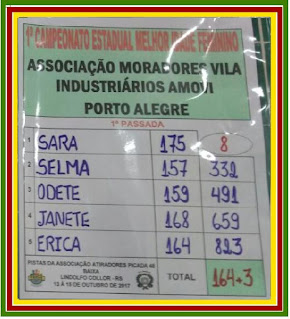 1º CAMPEONATO ESTADUAL MELHOR IDADE FEMININO
ASSOCIAÇÃO MORADORES VILA
INDUSTRIÁRIOS AMOVI
PORTO ALEGRE
1ª PASSADA
1 SARA 175 8
2 SELMA 157 332
3 ODETE 159 491
4 JANETE 168 659
5 ERICA 164 823
PISTAS DA ASSOCIAÇÃO ATIRADORES PICADA 48
BAIXA
LINDOLFO COLLOR - RS
12 À 15 DE OUTUBRO DE 2017
TOTAL 164+3